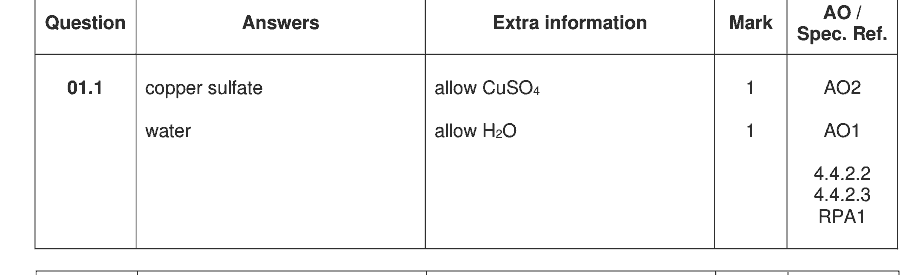 Question Answers Extra information Mark AO /
Spec. Ref.
01.1 copper sulfate allow CuSO₄ 1 AO2
water allow H₂O 1 AO1
4.4.2.2
4.4.2.3
RPA1